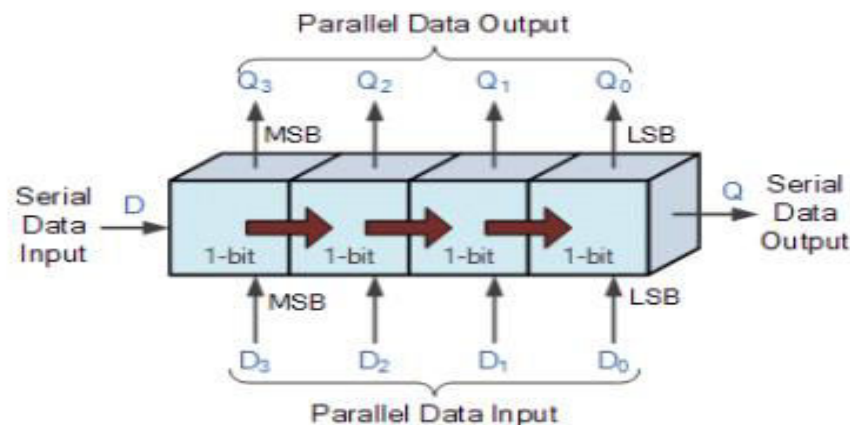 Parallel Data Output
Q₃ Q₂ Q₁ Q₀
MSB LSB
Serial
Data
Input
D
Q
Serial
Data
Output
1-bit 1-bit 1-bit 1-bit
MSB LSB
D₃ D₂ D₁ D₀
Parallel Data Input